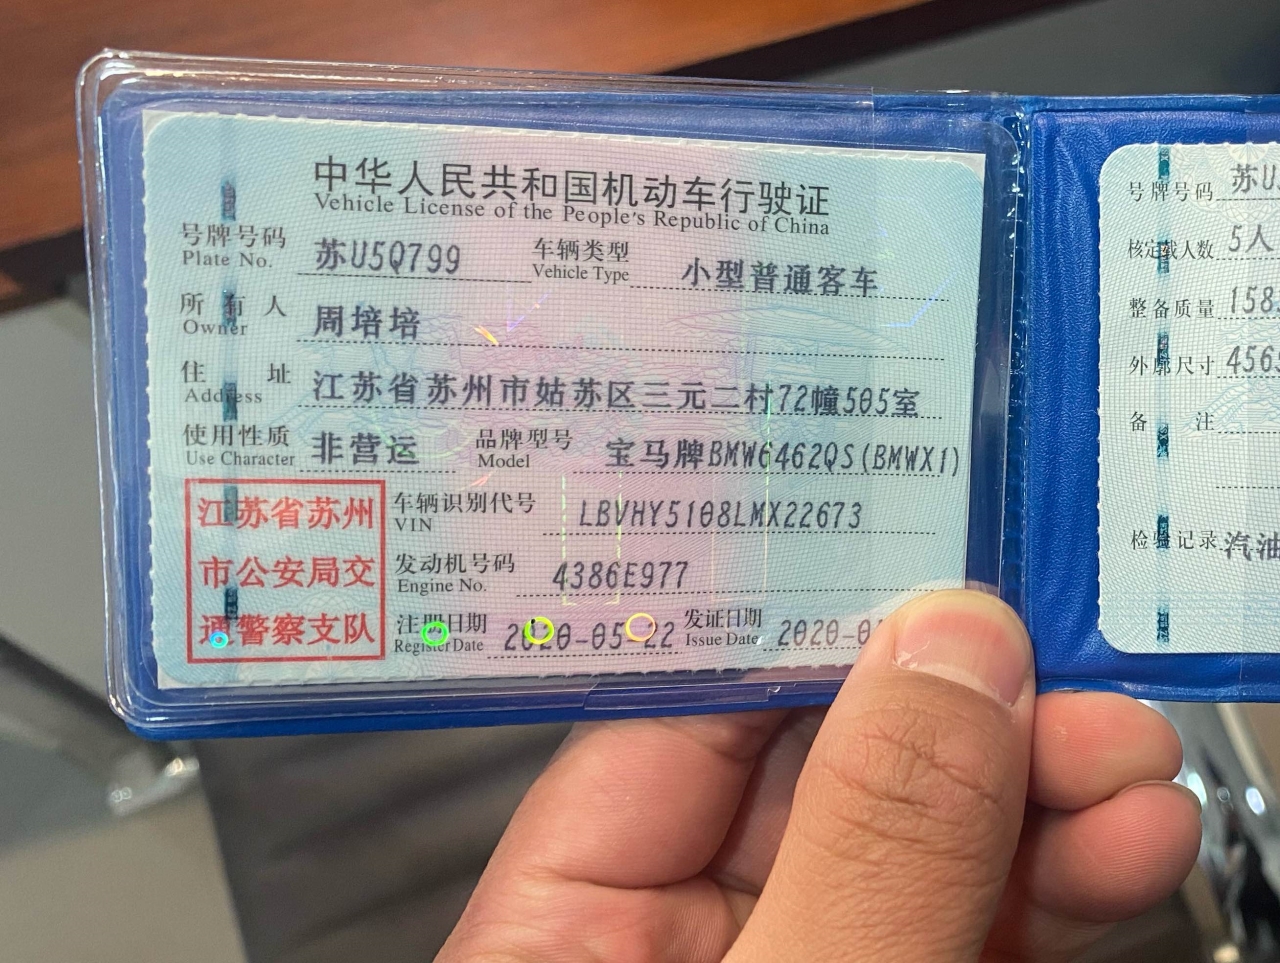 中华人民共和国机动车行驶证
Vehicle License of the People's Republic of China
号牌号码 苏U5Q799 车辆类型 小型普通客车
Plate No. Vehicle Type
所有人 周培培
Owner
住址 江苏省苏州市姑苏区三元二村72幢505室
Address
使用性质 非营运 品牌型号 宝马牌BMW6462QS(BMWX1)
Use Character Model
江苏省苏州
市公安局交
通警察支队
车辆识别代号 LBVHY5108LMX22673
VIN
发动机号码 4386E977
Engine No.
注册日期 2020-05-22 发证日期 2020-0
Register Date Issue Date
号牌号码 苏U
核定载人数 5人
整备质量 158
外廓尺寸 456
备注
检验记录 汽油